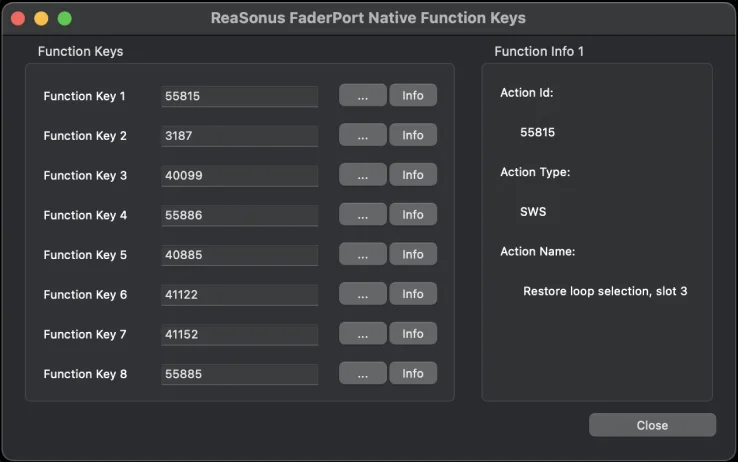 ReaSonus FaderPort Native Function Keys
Function Keys
Function Key 1 55815 ... Info
Function Key 2 3187 ... Info
Function Key 3 40099 ... Info
Function Key 4 55886 ... Info
Function Key 5 40885 ... Info
Function Key 6 41122 ... Info
Function Key 7 41152 ... Info
Function Key 8 55885 ... Info
Function Info 1
Action Id:
55815
Action Type:
SWS
Action Name:
Restore loop selection, slot 3
Close